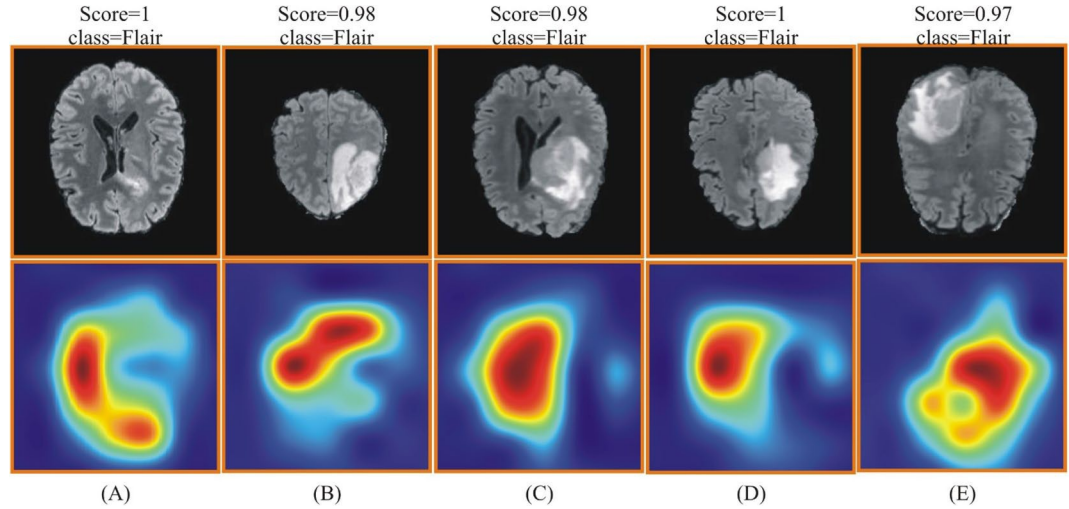 Score=1
class=Flair
Score=0.98
class=Flair
Score=0.98
class=Flair
Score=1
class=Flair
Score=0.97
class=Flair
(A)
(B)
(C)
(D)
(E)